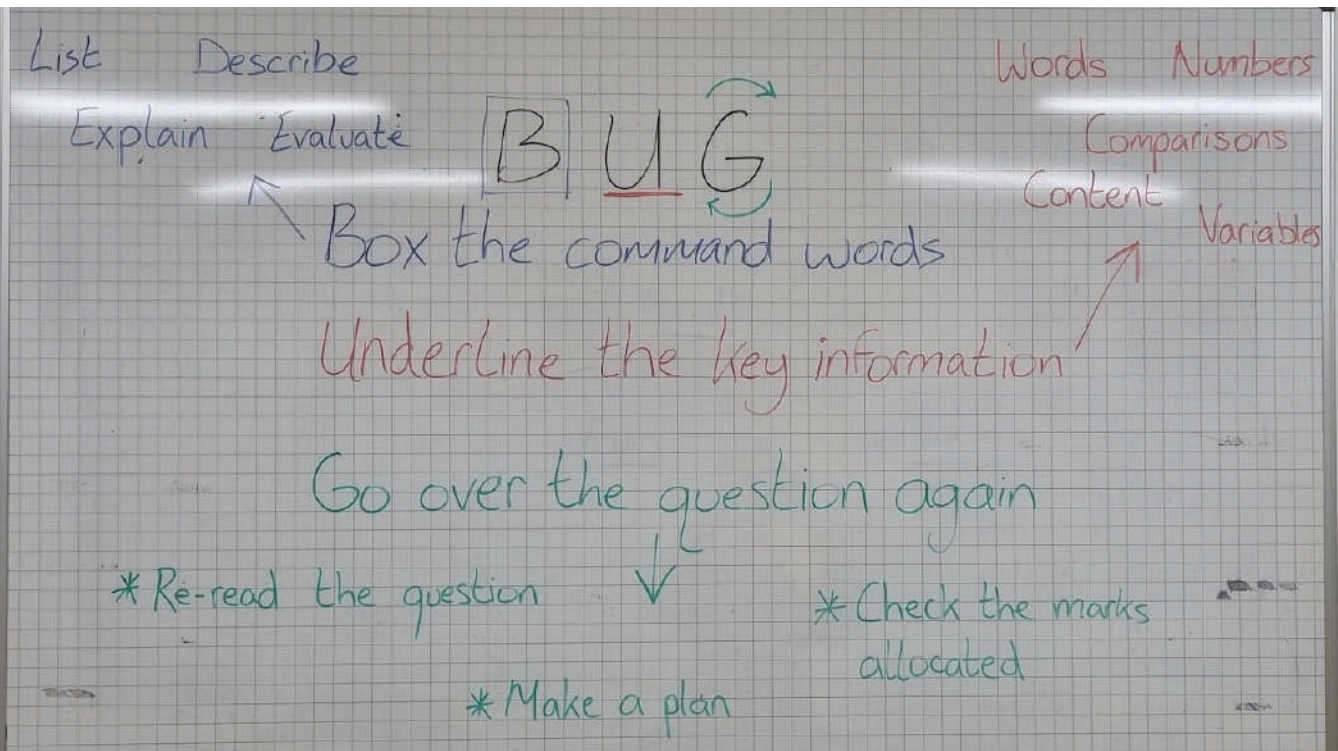 List Describe
Explain Evaluate
BUG
Words Numbers
Comparisons
Content
Variables
Box the command words
Underline the key information
Go over the question again
* Re-read the question
* Check the marks
allocated
* Make a plan